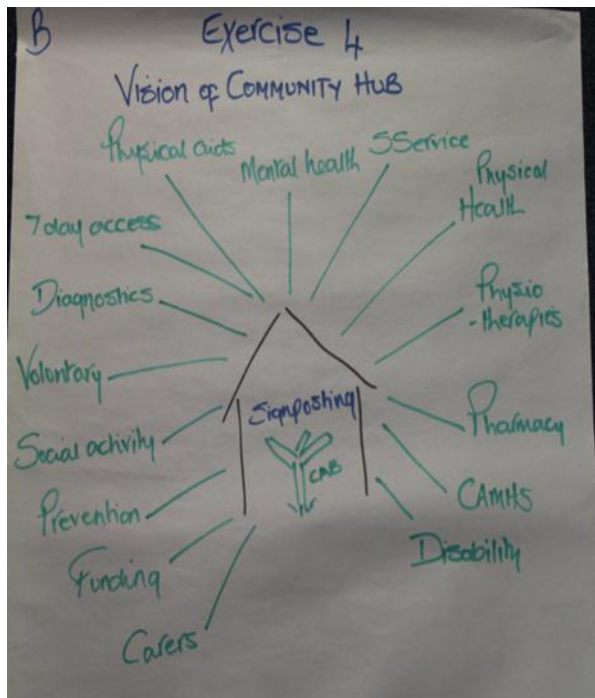 B
Exercise 4
Vision of COMMUNITY HUB
Physical aids
Mental health
SService
Physical
Health
7 day access
Diagnostics
Physio
-therapies
Volontary
Signposting
Pharmacy
Social activity
CAB
CAMHS
Prevention
Disability
Funding
Carers